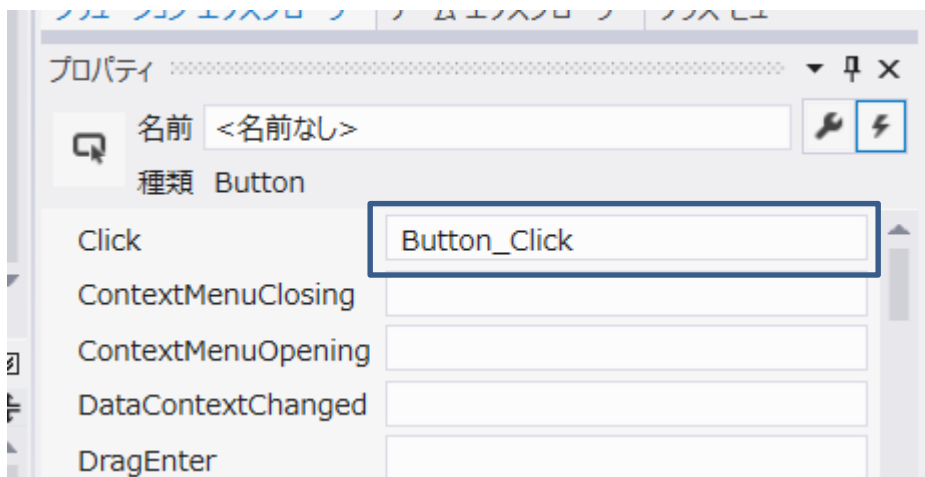 プロパティ
名前 <名前なし>
種類 Button
Click Button_Click
ContextMenuClosing
ContextMenuOpening
DataContextChanged
DragEnter